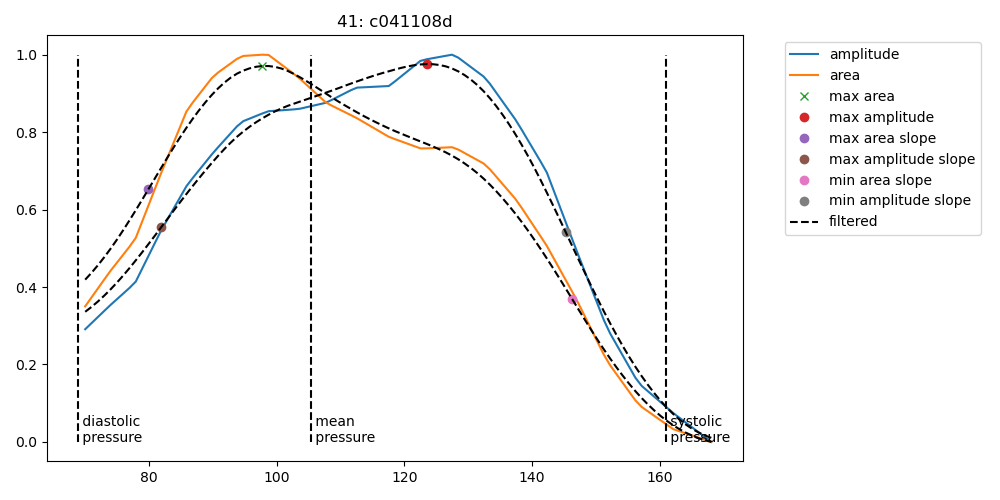 41: c041108d
1.0
0.8
0.6
0.4
0.2
0.0
diastolic
pressure
mean
pressure
systolic
pressure
80
100
120
140
160
amplitude
area
max area
max amplitude
max area slope
max amplitude slope
min area slope
min amplitude slope
filtered